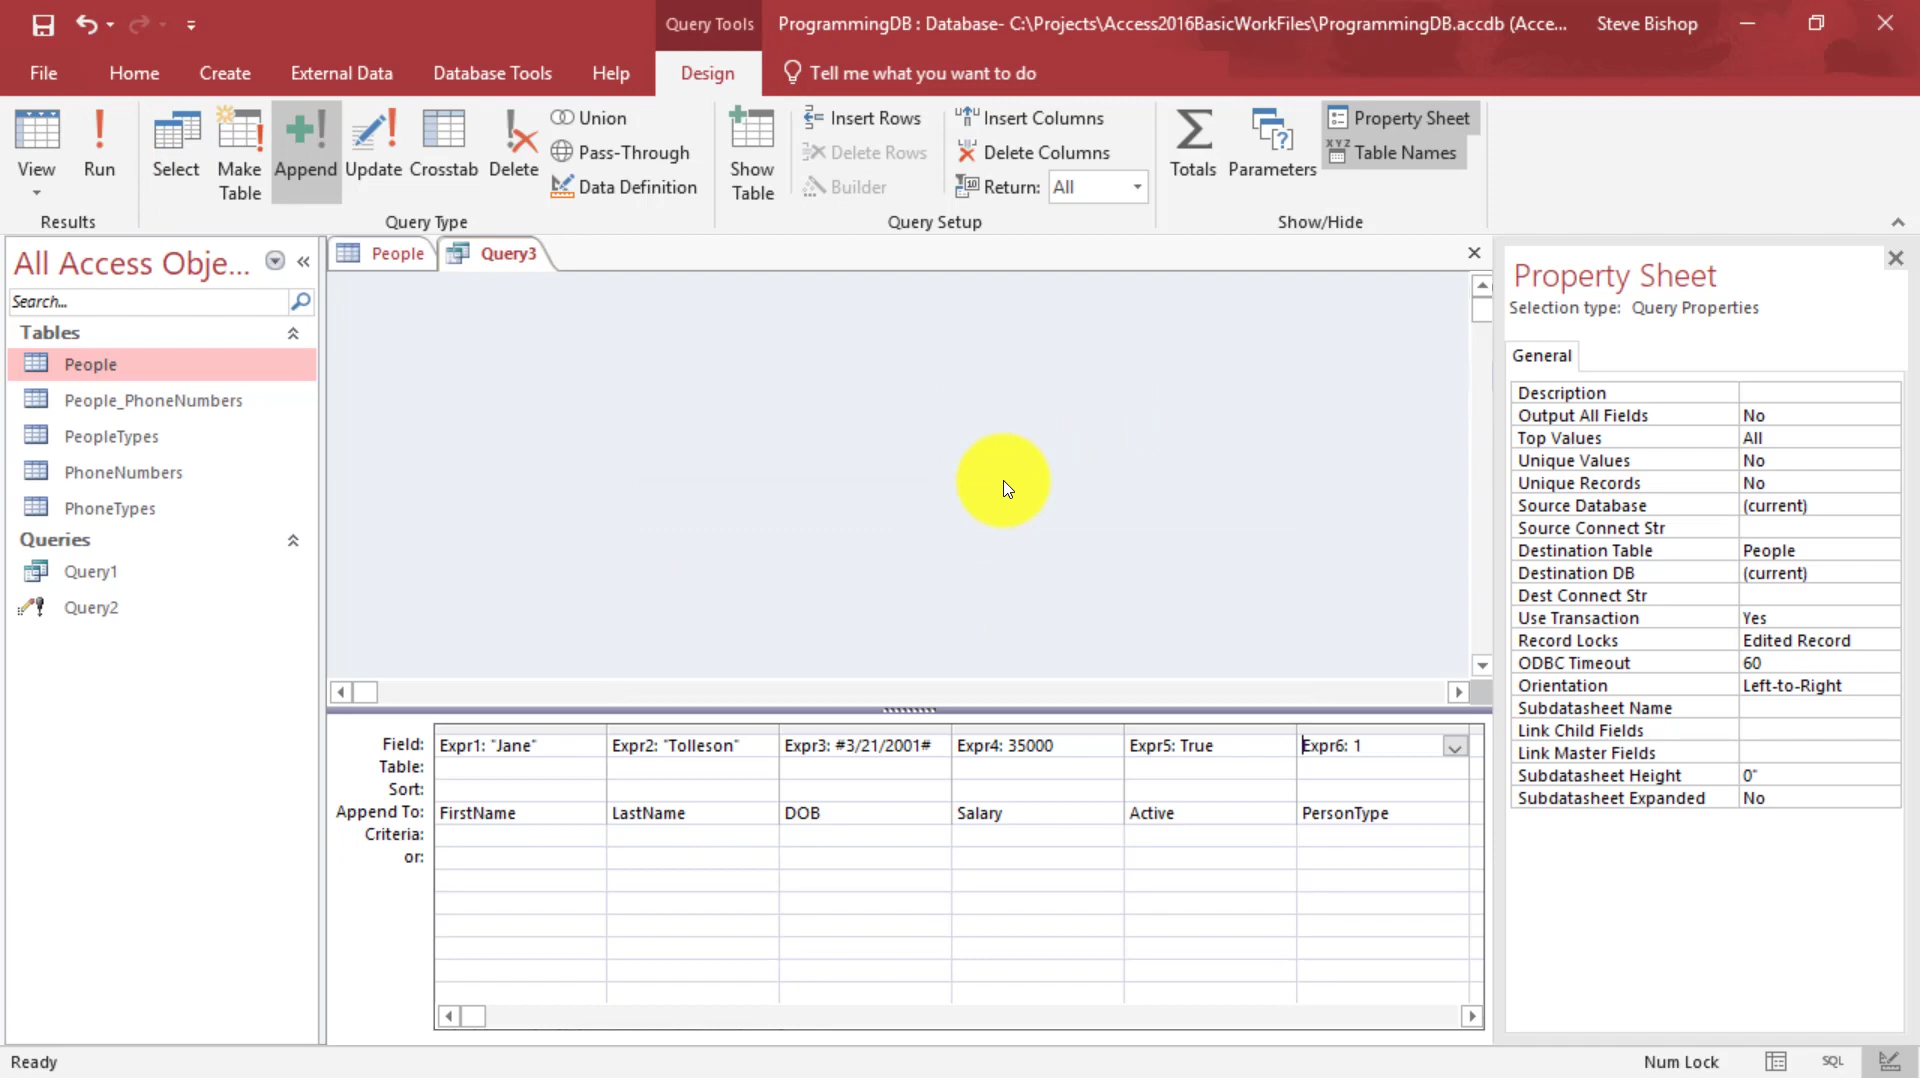 Query Tools
ProgrammingDB : Database- C:\Projects\Access2016BasicWorkFiles\ProgrammingDB.accdb (Acce...
Steve Bishop
File
Home
Create
External Data
Database Tools
Help
Design
Tell me what you want to do
View
Run
Select
Make Table
Append
Update
Crosstab
Delete
Union
Pass-Through
Data Definition
Show Table
Insert Rows
Delete Rows
Builder
Insert Columns
Delete Columns
Return: All
Totals
Parameters
Property Sheet
Table Names
Results
Query Type
Query Setup
Show/Hide
All Access Obje...
Search...
Tables
People
People_PhoneNumbers
PeopleTypes
PhoneNumbers
PhoneTypes
Queries
Query1
Query2
People
Query3
Field: Expr1: "Jane" Expr2: "Tolleson" Expr3: #3/21/2001# Expr4: 35000 Expr5: True Expr6: 1
Table:
Sort:
Append To: FirstName LastName DOB Salary Active PersonType
Criteria:
or:
Property Sheet
Selection type: Query Properties
General
Description
Output All Fields No
Top Values All
Unique Values No
Unique Records No
Source Database (current)
Source Connect Str
Destination Table People
Destination DB (current)
Dest Connect Str
Use Transaction Yes
Record Locks Edited Record
ODBC Timeout 60
Orientation Left-to-Right
Subdatasheet Name
Link Child Fields
Link Master Fields
Subdatasheet Height 0"
Subdatasheet Expanded No
Ready
Num Lock
SQL